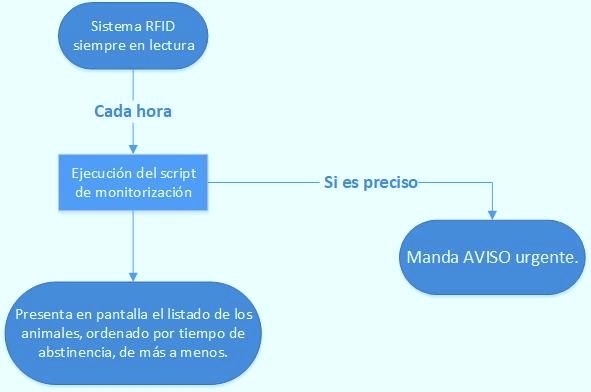 Sistema RFID
siempre en lectura
Cada hora
Ejecución del script
de monitorización
Si es preciso
Manda AVISO urgente.
Presenta en pantalla el listado de los
animales, ordenado por tiempo de
abstinencia, de más a menos.